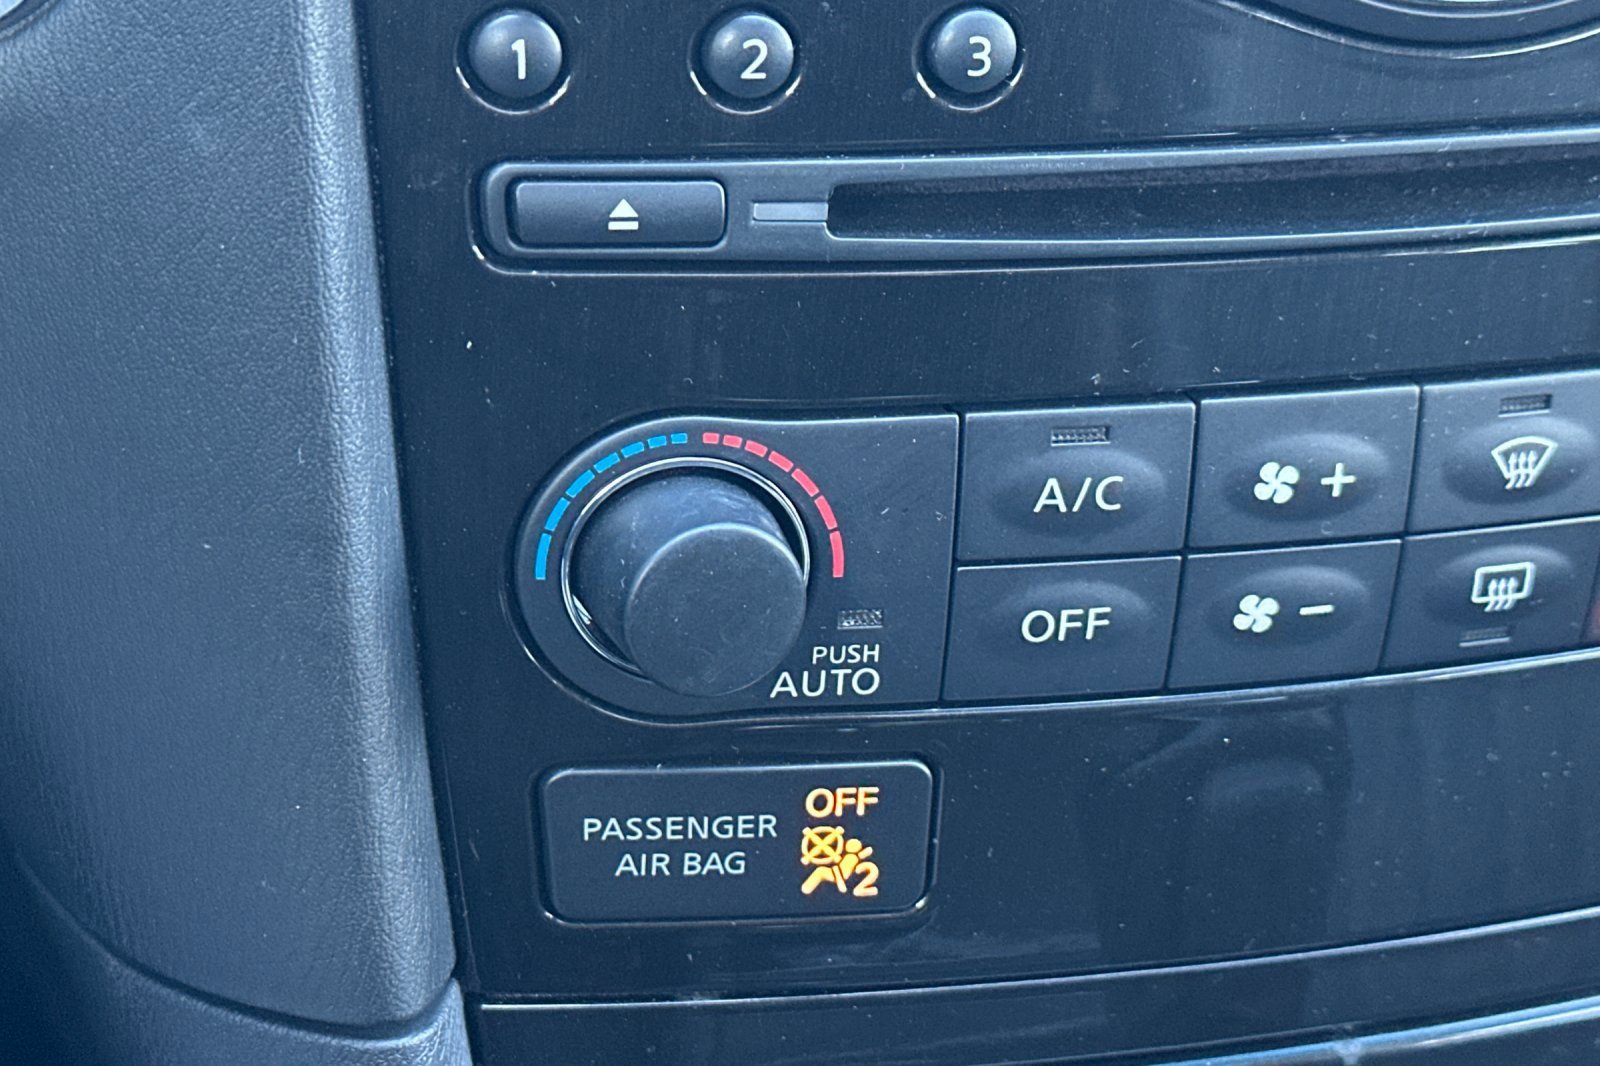 1 2 3
A/C
OFF
PUSH
AUTO
PASSENGER
AIR BAG
OFF
2